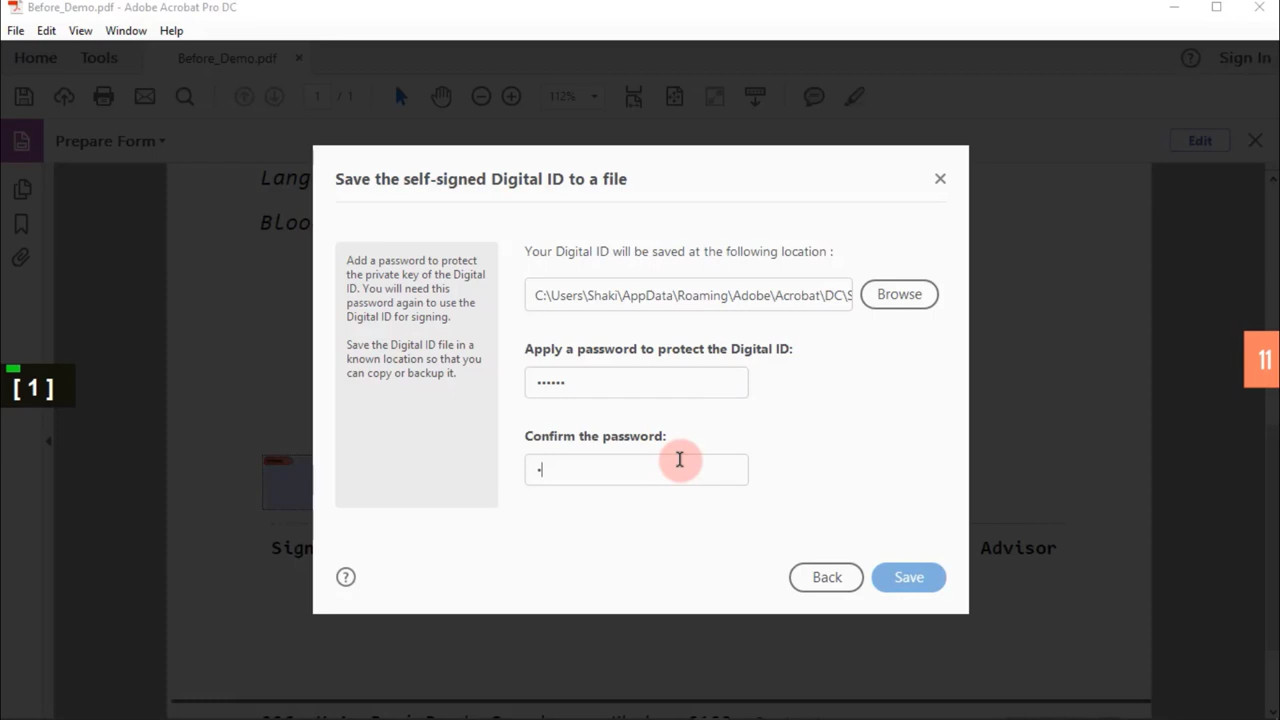 Before_Demo.pdf - Adobe Acrobat Pro DC
File Edit View Window Help
Home Tools Before_Demo.pdf × ? Sign In
1 / 1 112%
Prepare Form Edit
Lang
Bloo
Save the self-signed Digital ID to a file
Your Digital ID will be saved at the following location :
C:\Users\Shaki\AppData\Roaming\Adobe\Acrobat\DC\S
Browse
Add a password to protect
the private key of the Digital
ID. You will need this
password again to use the
Digital ID for signing.
Save the Digital ID file in a
known location so that you
can copy or backup it.
Apply a password to protect the Digital ID:
••••••
Confirm the password:
•
[ 1 ]
11
Sign
Advisor
? Back Save